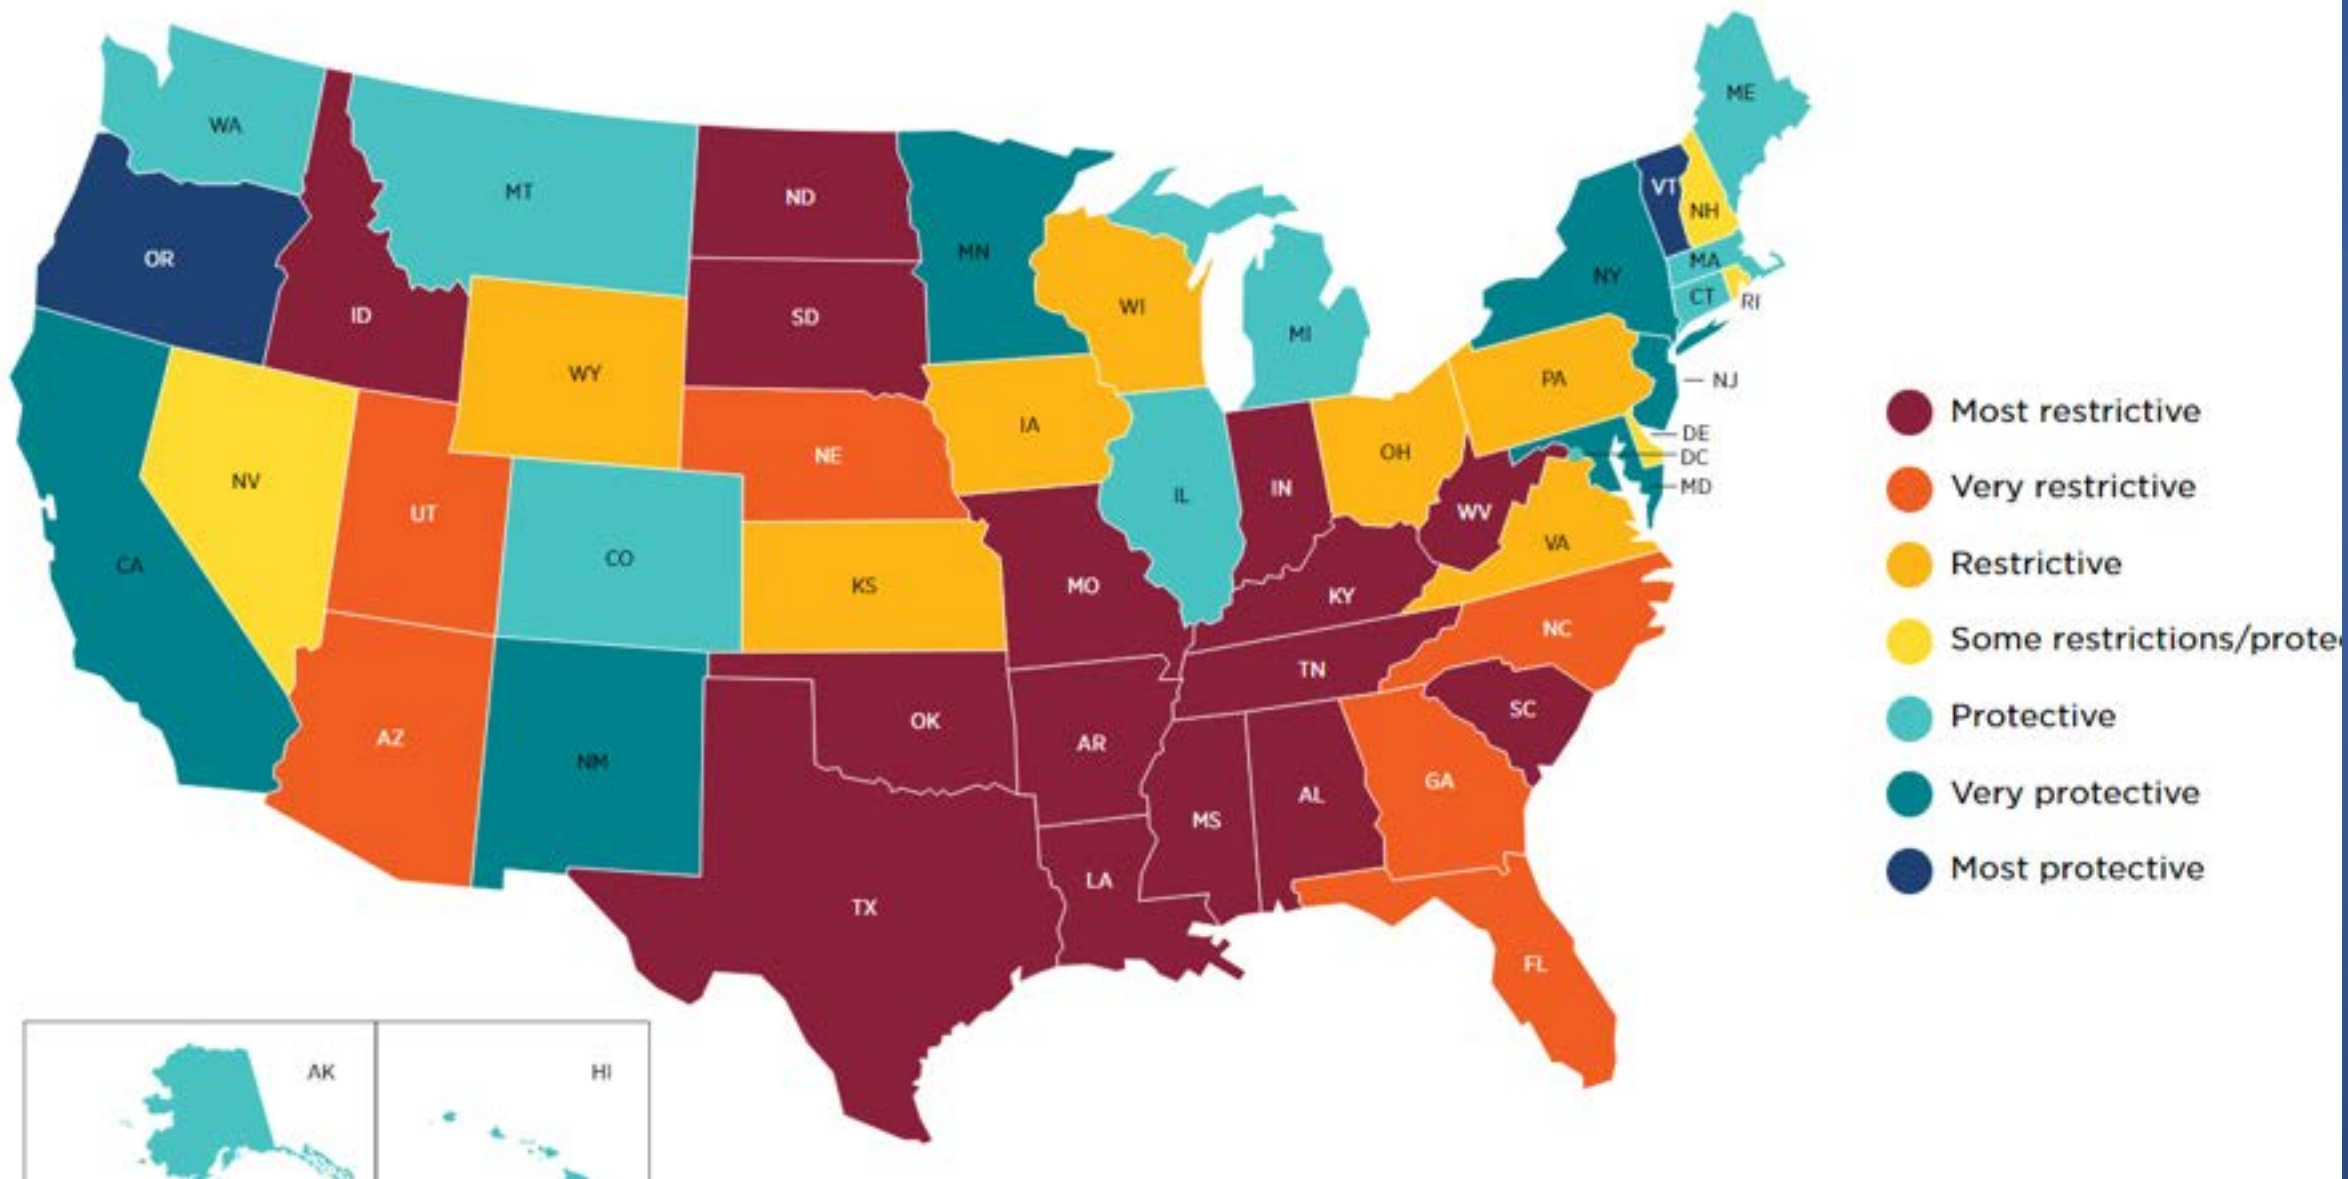 ME
WA
MT
ND
VT
MN
NH
OR
MA
NY
CT
RI
ID
SD
WI
MI
WY
PA
NJ
IA
NE
OH
DE
DC
NV
IL
IN
MD
UT
WV
CO
VA
CA
KS
MO
KY
NC
TN
OK
SC
AZ
AR
NM
GA
AL
MS
LA
TX
FL
AK
HI
Most restrictive
Very restrictive
Restrictive
Some restrictions/prote
Protective
Very protective
Most protective